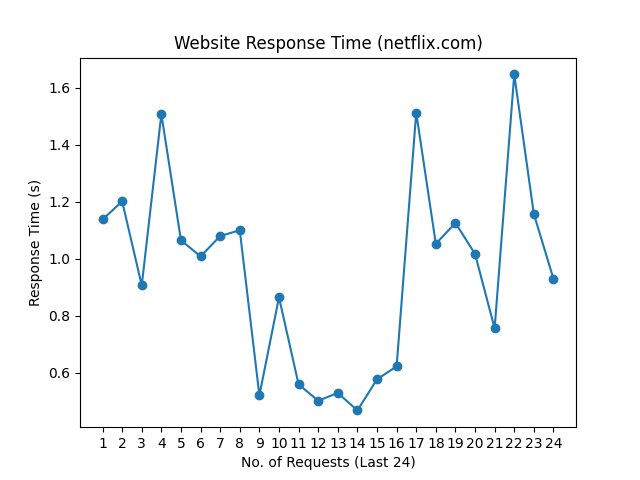 Website Response Time (netflix.com)
1.6
1.4
1.2
1.0
0.8
0.6
Response Time (s)
1 2 3 4 5 6 7 8 9 10 11 12 13 14 15 16 17 18 19 20 21 22 23 24
No. of Requests (Last 24)